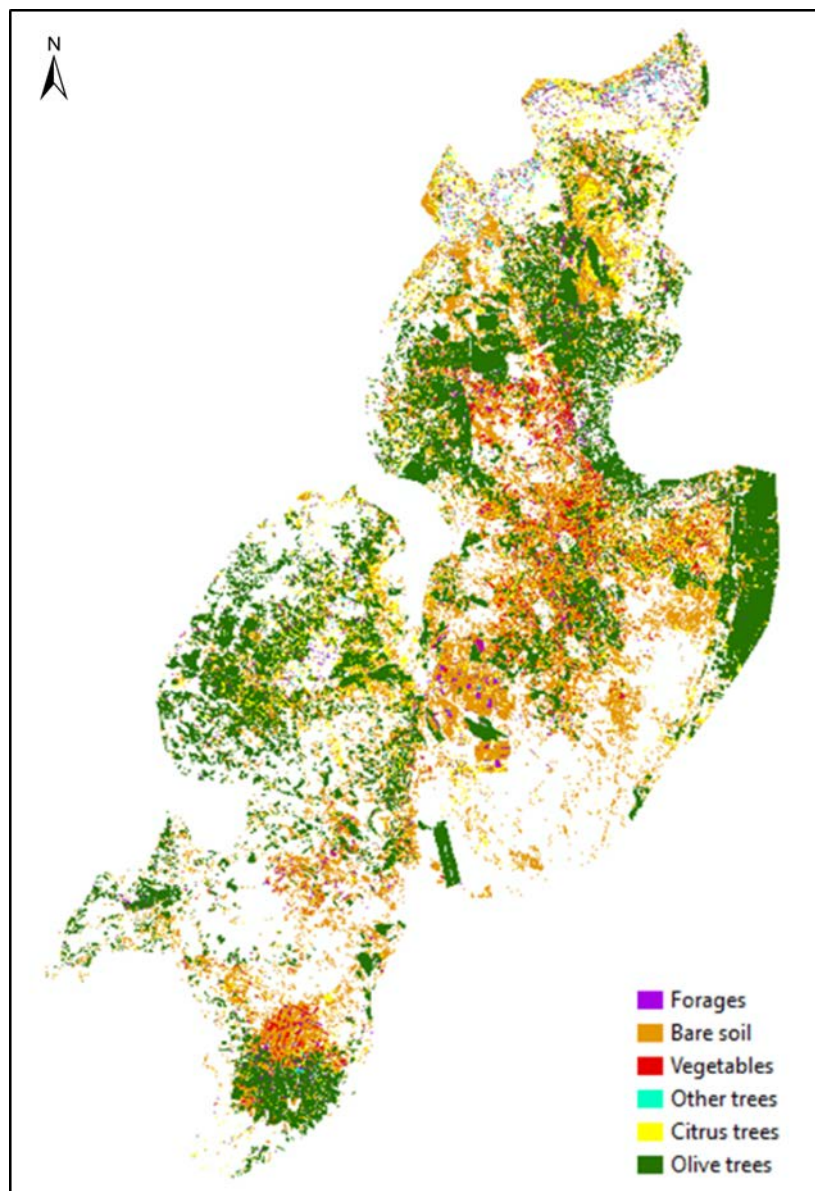 N
Forages
Bare soil
Vegetables
Other trees
Citrus trees
Olive trees